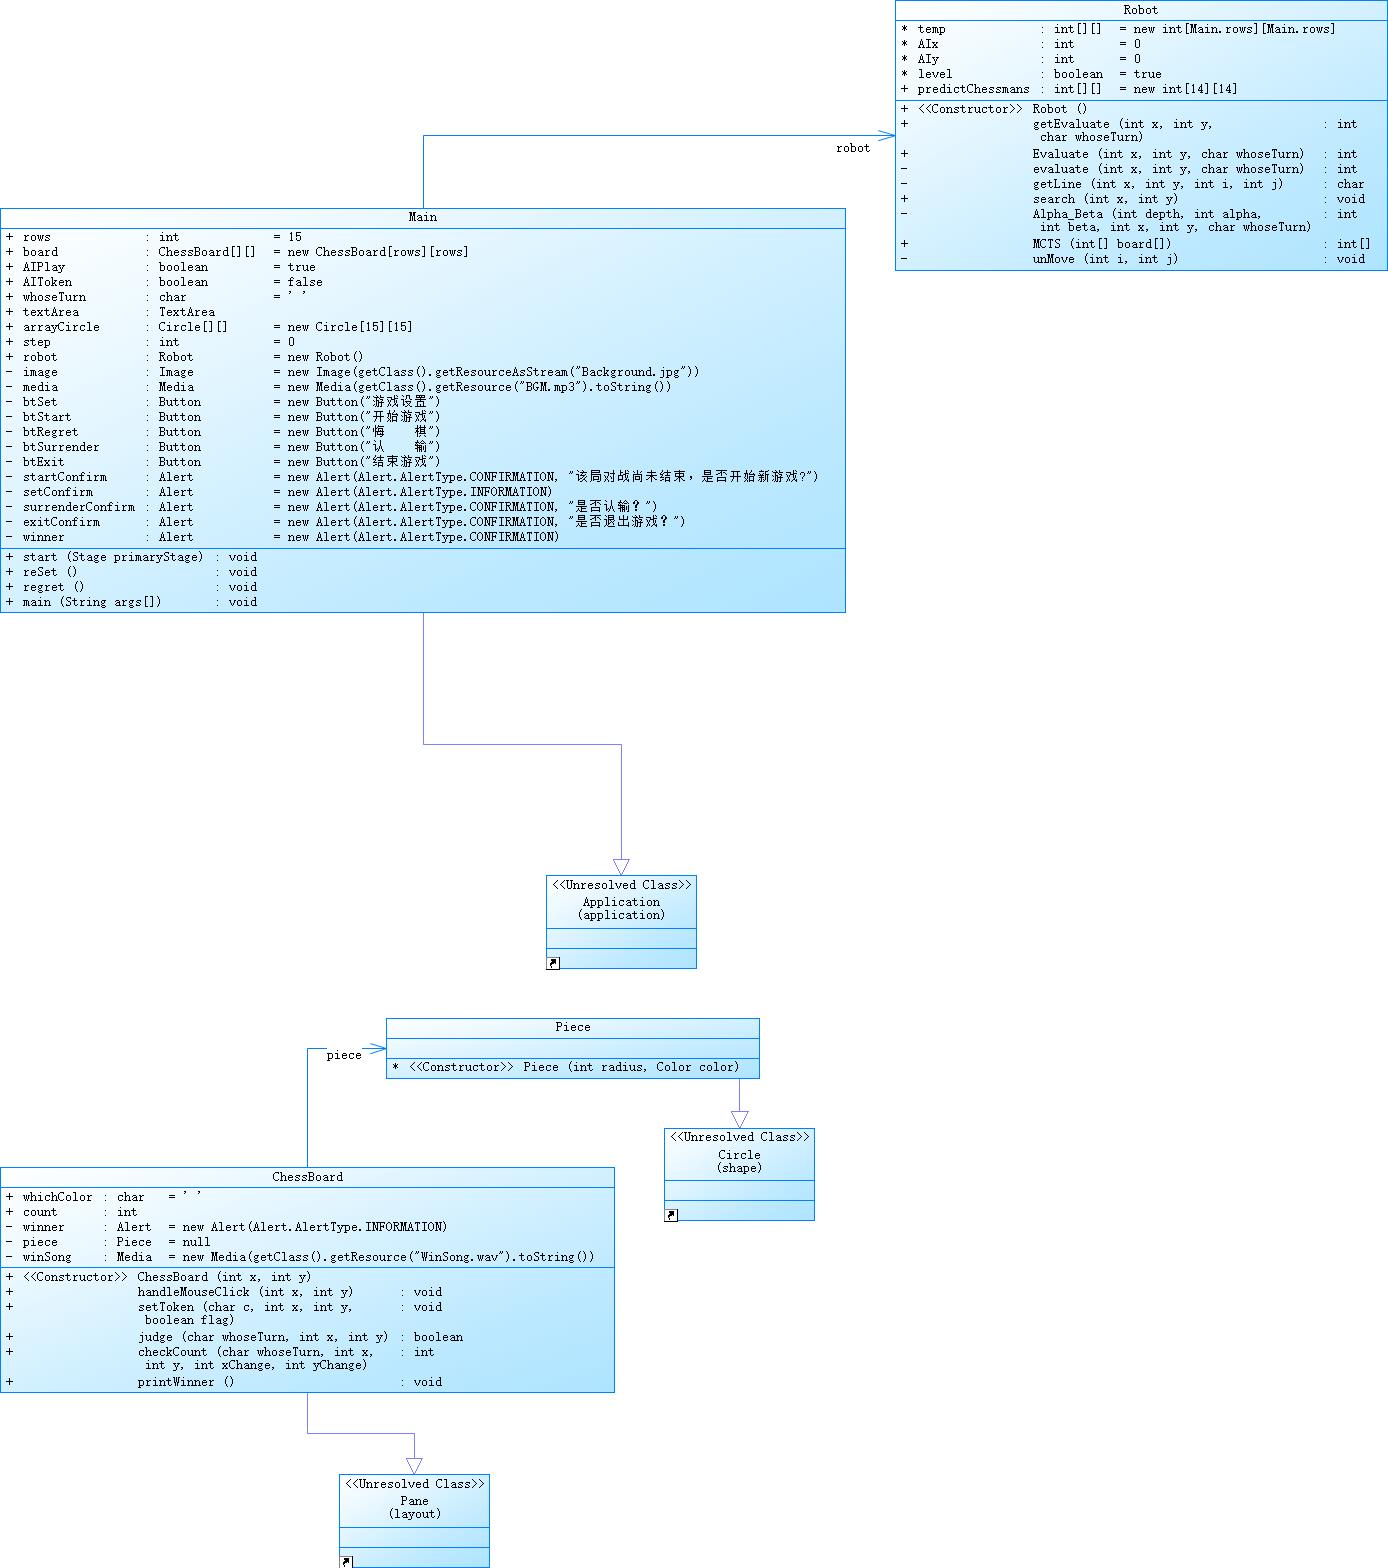 Robot
* temp : int[][] = new int[Main.rows][Main.rows]
* AIx : int = 0
* AIy : int = 0
* level : boolean = true
+ predictChessmans : int[][] = new int[14][14]
+ <<Constructor>> Robot ()
+ getEvaluate (int x, int y, : int
char whoseTurn)
+ Evaluate (int x, int y, char whoseTurn) : int
- evaluate (int x, int y, char whoseTurn) : int
- getLine (int x, int y, int i, int j) : char
+ search (int x, int y) : void
- Alpha_Beta (int depth, int alpha, : int
int beta, int x, int y, char whoseTurn)
+ MCTS (int[] board[]) : int[]
- unMove (int i, int j) : void
robot
Main
+ rows : int = 15
+ board : ChessBoard[][] = new ChessBoard[rows][rows]
+ AIPlay : boolean = true
+ AIToken : boolean = false
+ whoseTurn : char = ' '
+ textArea : TextArea
+ arrayCircle : Circle[][] = new Circle[15][15]
+ step : int = 0
+ robot : Robot = new Robot()
- image : Image = new Image(getClass().getResourceAsStream("Background.jpg"))
- media : Media = new Media(getClass().getResource("BGM.mp3").toString())
- btSet : Button = new Button("游戏设置")
- btStart : Button = new Button("开始游戏")
- btRegret : Button = new Button("悔    棋")
- btSurrender : Button = new Button("认    输")
- btExit : Button = new Button("结束游戏")
- startConfirm : Alert = new Alert(Alert.AlertType.CONFIRMATION, "该局对战尚未结束，是否开始新游戏?")
- setConfirm : Alert = new Alert(Alert.AlertType.INFORMATION)
- surrenderConfirm : Alert = new Alert(Alert.AlertType.CONFIRMATION, "是否认输？")
- exitConfirm : Alert = new Alert(Alert.AlertType.CONFIRMATION, "是否退出游戏？")
- winner : Alert = new Alert(Alert.AlertType.CONFIRMATION)
+ start (Stage primaryStage) : void
+ reSet () : void
+ regret () : void
+ main (String args[]) : void
<<Unresolved Class>>
Application
(application)
Piece
* <<Constructor>> Piece (int radius, Color color)
piece
<<Unresolved Class>>
Circle
(shape)
ChessBoard
+ whichColor : char = ' '
+ count : int
- winner : Alert = new Alert(Alert.AlertType.INFORMATION)
- piece : Piece = null
- winSong : Media = new Media(getClass().getResource("WinSong.wav").toString())
+ <<Constructor>> ChessBoard (int x, int y)
+ handleMouseClick (int x, int y) : void
+ setToken (char c, int x, int y, : void
boolean flag)
+ judge (char whoseTurn, int x, int y) : boolean
+ checkCount (char whoseTurn, int x, : int
int y, int xChange, int yChange)
+ printWinner () : void
<<Unresolved Class>>
Pane
(layout)